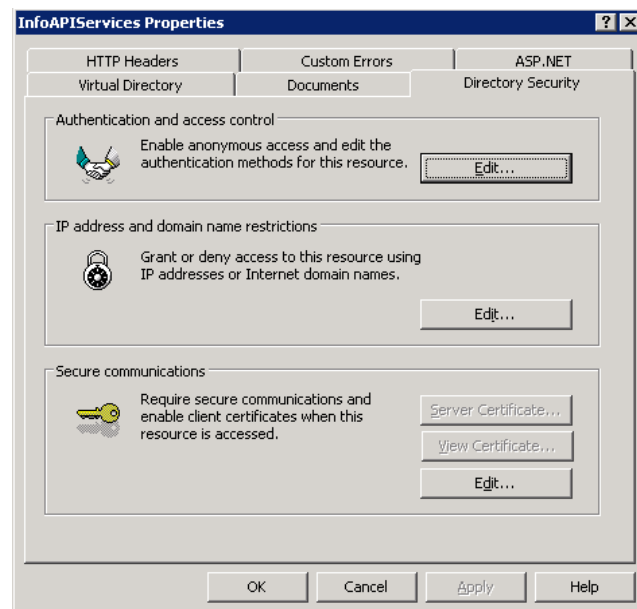 InfoAPIServices Properties
? X
HTTP Headers
Custom Errors
ASP.NET
Virtual Directory
Documents
Directory Security
Authentication and access control
Enable anonymous access and edit the
authentication methods for this resource.
Edit...
IP address and domain name restrictions
Grant or deny access to this resource using
IP addresses or Internet domain names.
Edit...
Secure communications
Require secure communications and
enable client certificates when this
resource is accessed.
Server Certificate...
View Certificate...
Edit...
OK
Cancel
Apply
Help